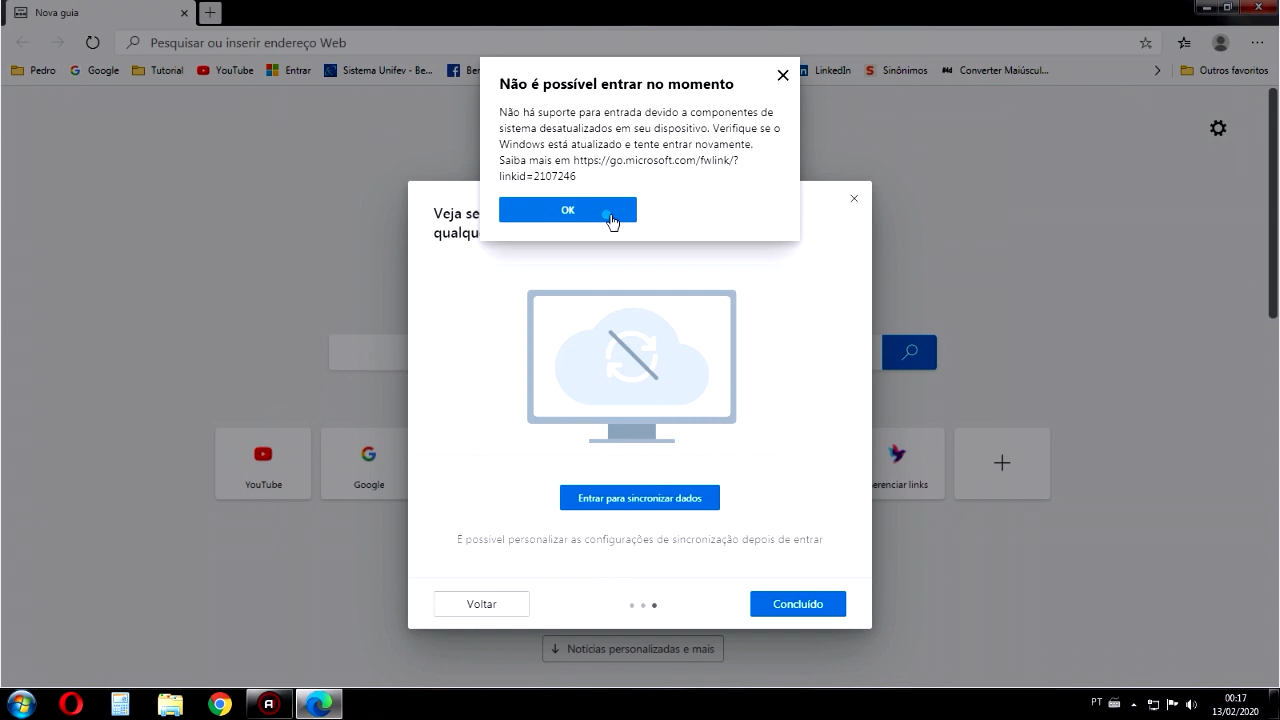 Nova guia
Pesquisar ou inserir endereço Web
Pedro
Google
Tutorial
YouTube
Entrar
Sistema Unifev - Be...
Ben
LinkedIn
Sinônimos
Converter Maiúscul...
Outros favoritos
Não é possível entrar no momento
Não há suporte para entrada devido a componentes de
sistema desatualizados em seu dispositivo. Verifique se o
Windows está atualizado e tente entrar novamente.
Saiba mais em https://go.microsoft.com/fwlink/?
linkid=2107246
OK
Veja se
qualque
YouTube
Google
erenciar links
Entrar para sincronizar dados
É possível personalizar as configurações de sincronização depois de entrar
Voltar
Concluído
Notícias personalizadas e mais
PT
00:17
13/02/2020